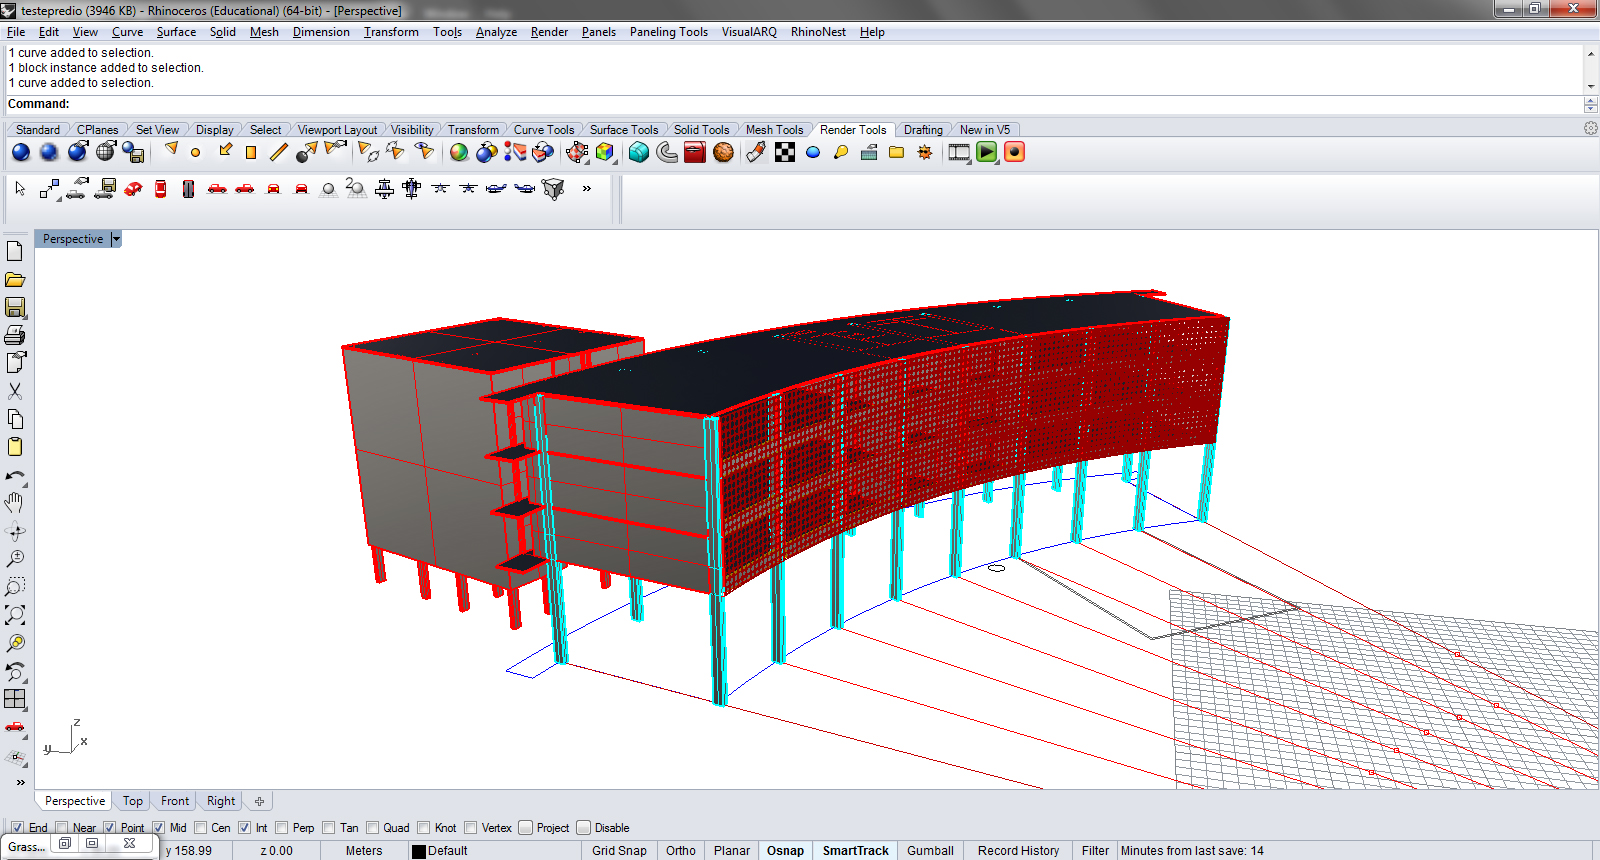 testepredio (3946 KB) - Rhinoceros (Educational) (64-bit) - [Perspective]
File Edit View Curve Surface Solid Mesh Dimension Transform Tools Analyze Render Panels Paneling Tools VisualARQ RhinoNest Help
1 curve added to selection.
1 block instance added to selection.
1 curve added to selection.
Command:
Standard CPlanes Set View Display Select Viewport Layout Visibility Transform Curve Tools Surface Tools Solid Tools Mesh Tools Render Tools Drafting New in V5
2
»
Perspective
z
y x
»
Perspective Top Front Right
End Near Point Mid Cen Int Perp Tan Quad Knot Vertex Project Disable
Grass... y 158.99 z 0.00 Meters Default Grid Snap Ortho Planar Osnap SmartTrack Gumball Record History Filter Minutes from last save: 14